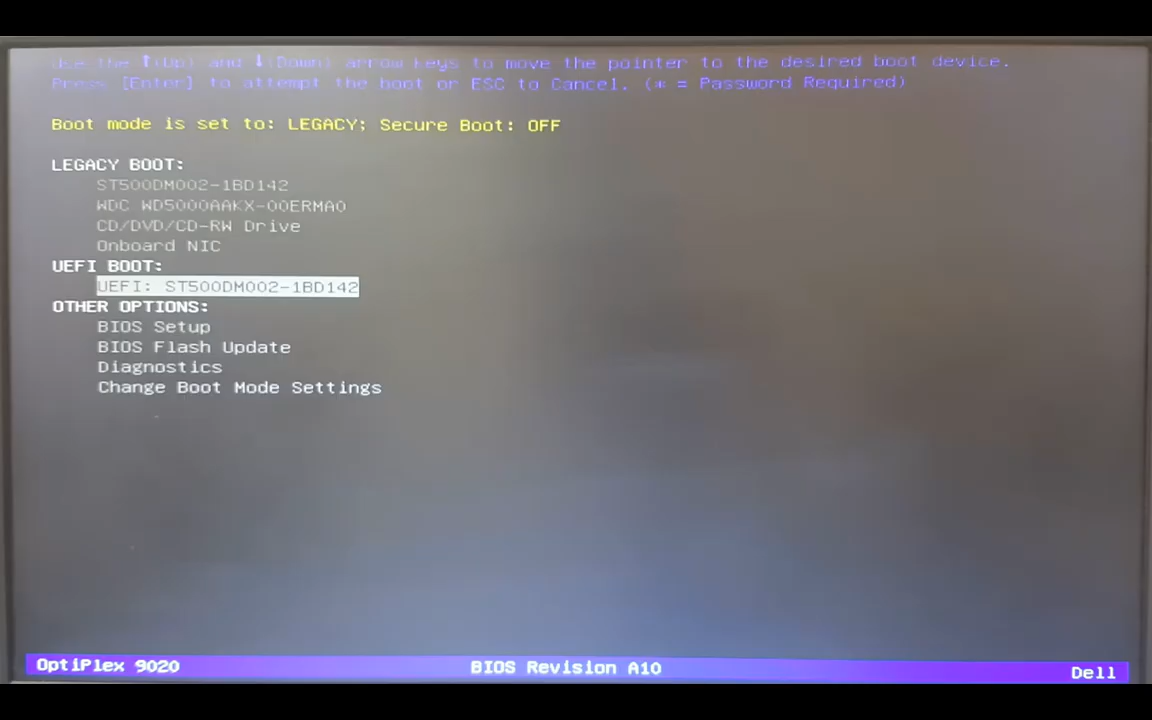 Use the ↑(Up) and ↓(Down) arrow keys to move the pointer to the desired boot device.
Press [Enter] to attempt the boot or ESC to Cancel. (* = Password Required)
Boot mode is set to: LEGACY; Secure Boot: OFF
LEGACY BOOT:
ST500DM002-1BD142
WDC WD5000AAKX-00ERMA0
CD/DVD/CD-RW Drive
Onboard NIC
UEFI BOOT:
UEFI: ST500DM002-1BD142
OTHER OPTIONS:
BIOS Setup
BIOS Flash Update
Diagnostics
Change Boot Mode Settings
OptiPlex 9020 BIOS Revision A10 Dell